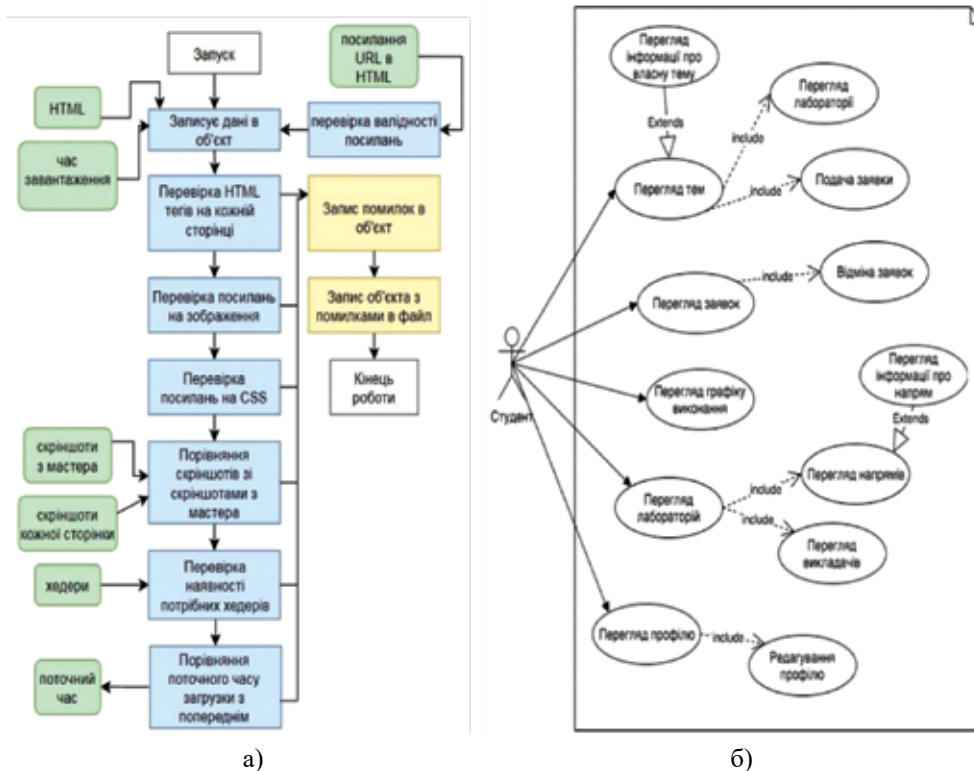 Запуск
посилання
URL в
HTML
HTML
Записує дані в
об'єкт
перевірка валідності
посилань
час
завантаження
Перевірка HTML
тегів на кожній
сторінці
Запис помилок в
об'єкт
Перевірка посилань
на зображення
Запис об'єкта з
помилками в файл
Перевірка
посилань на CSS
Кінець
роботи
скріншоти
з мастера
Порівняння
скріншотів зі
скріншотами з
мастера
скріншоти
кожної сторінки
хедери
Перевірка
наявності
потрібних хедерів
поточний
час
Порівняння
поточного часу
загрузки з
попереднім
а)
Перегляд
інформації про
власну тему
Extends
Перегляд
лабораторії
include
Перегляд тем
include
Подача заявки
Перегляд заявок
include
Відміна заявок
Студент
Перегляд графіку
виконання
Перегляд
інформації про
напрям
Extends
Перегляд
лабораторій
include
Перегляд напрямів
include
Перегляд
викладачів
Перегляд профілю
include
Редагування
профілю
б)